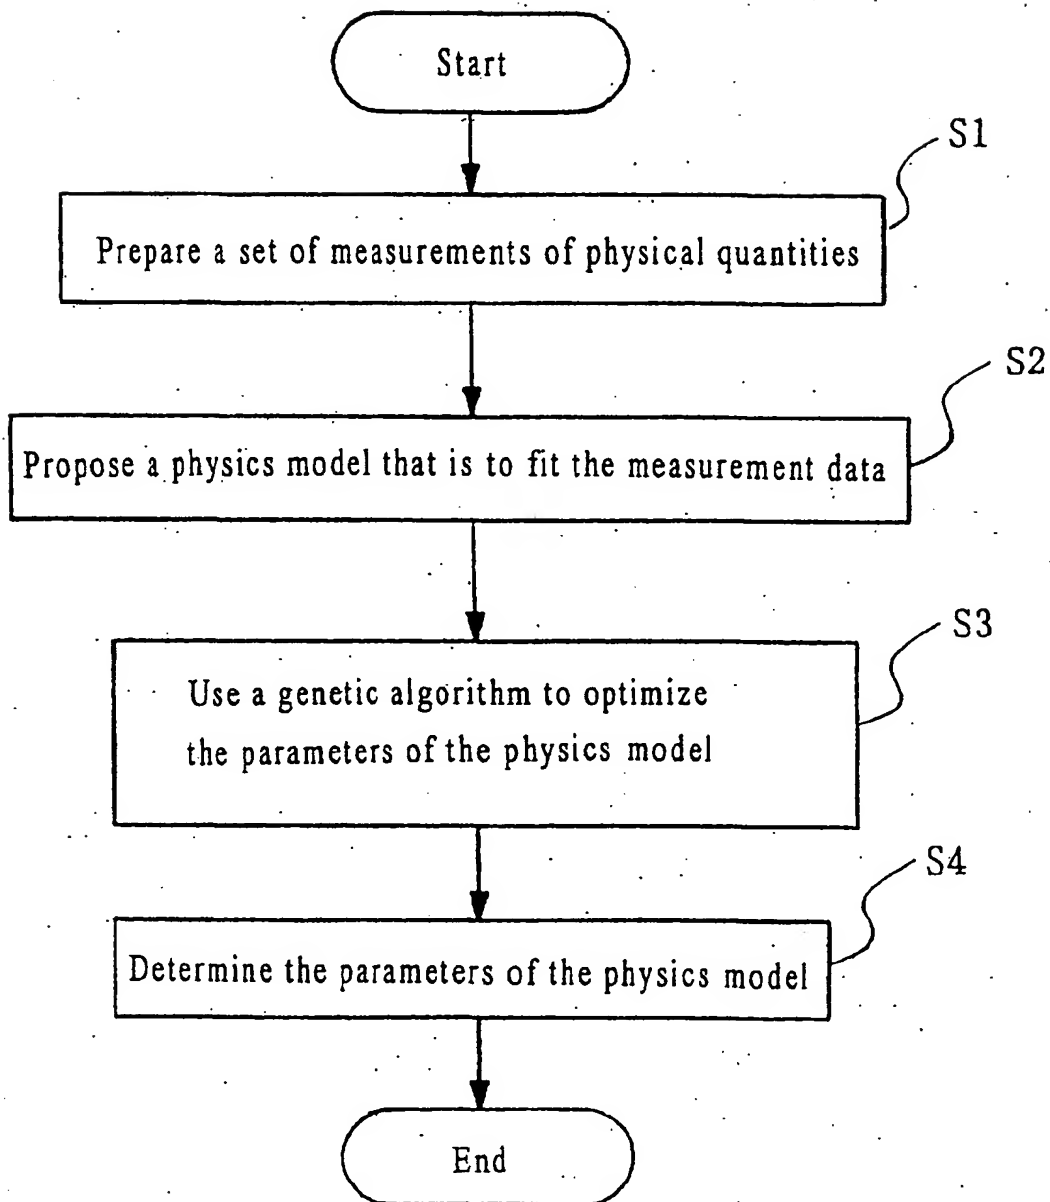 Start
S1
Prepare a set of measurements of physical quantities
S2
Propose a physics model that is to fit the measurement data
S3
Use a genetic algorithm to optimize
the parameters of the physics model
S4
Determine the parameters of the physics model
End